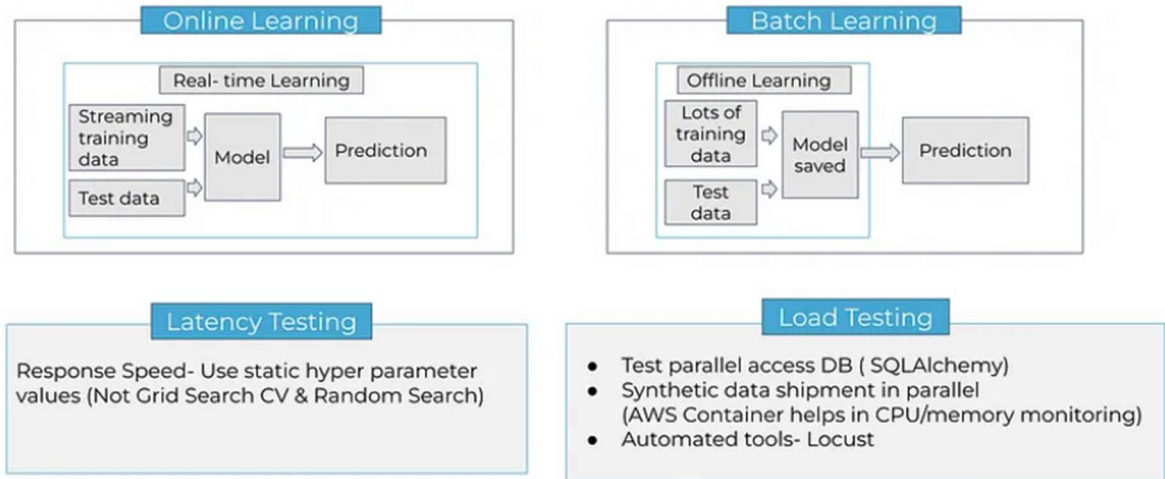 Online Learning
Real- time Learning
Streaming
training
data
Test data
Model
Prediction
Batch Learning
Offline Learning
Lots of
training
data
Test
data
Model
saved
Prediction
Latency Testing
Response Speed- Use static hyper parameter
values (Not Grid Search CV & Random Search)
Load Testing
• Test parallel access DB ( SQLAlchemy)
• Synthetic data shipment in parallel
(AWS Container helps in CPU/memory monitoring)
• Automated tools- Locust